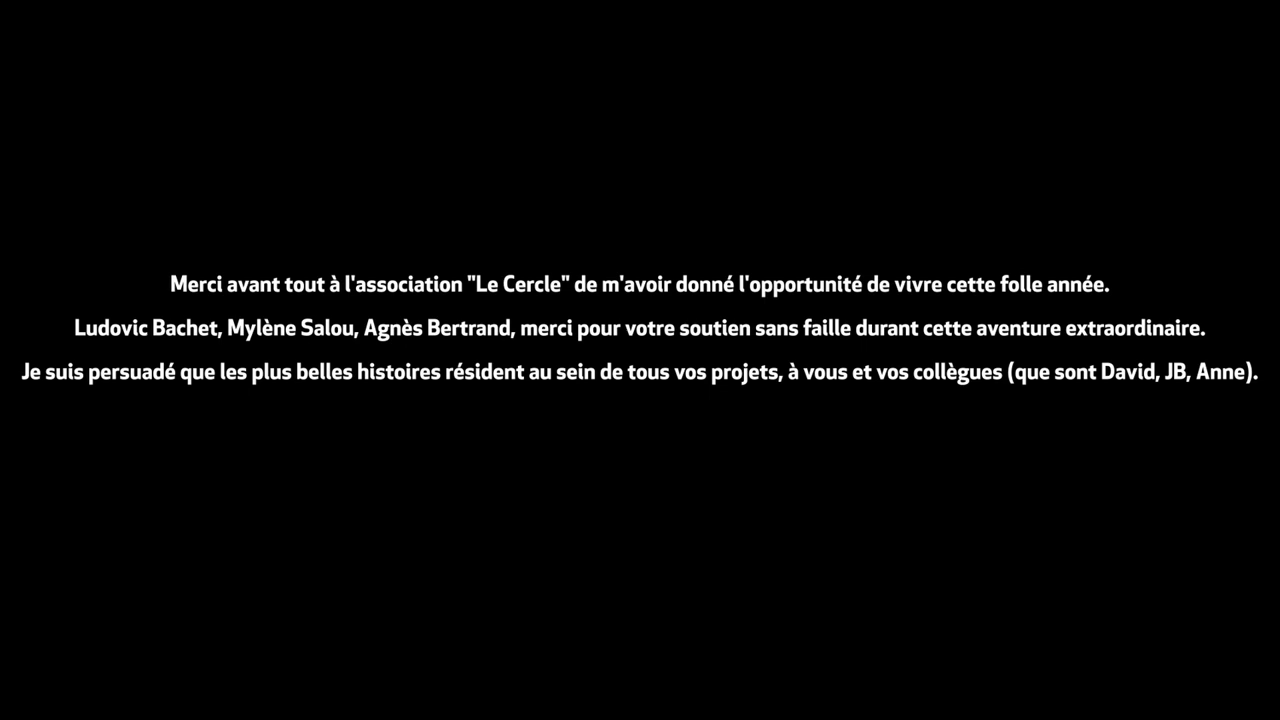 Merci avant tout à l'association "Le Cercle" de m'avoir donné l'opportunité de vivre cette folle année.
Ludovic Bachet, Mylène Salou, Agnès Bertrand, merci pour votre soutien sans faille durant cette aventure extraordinaire.
Je suis persuadé que les plus belles histoires résident au sein de tous vos projets, à vous et vos collègues (que sont David, JB, Anne).